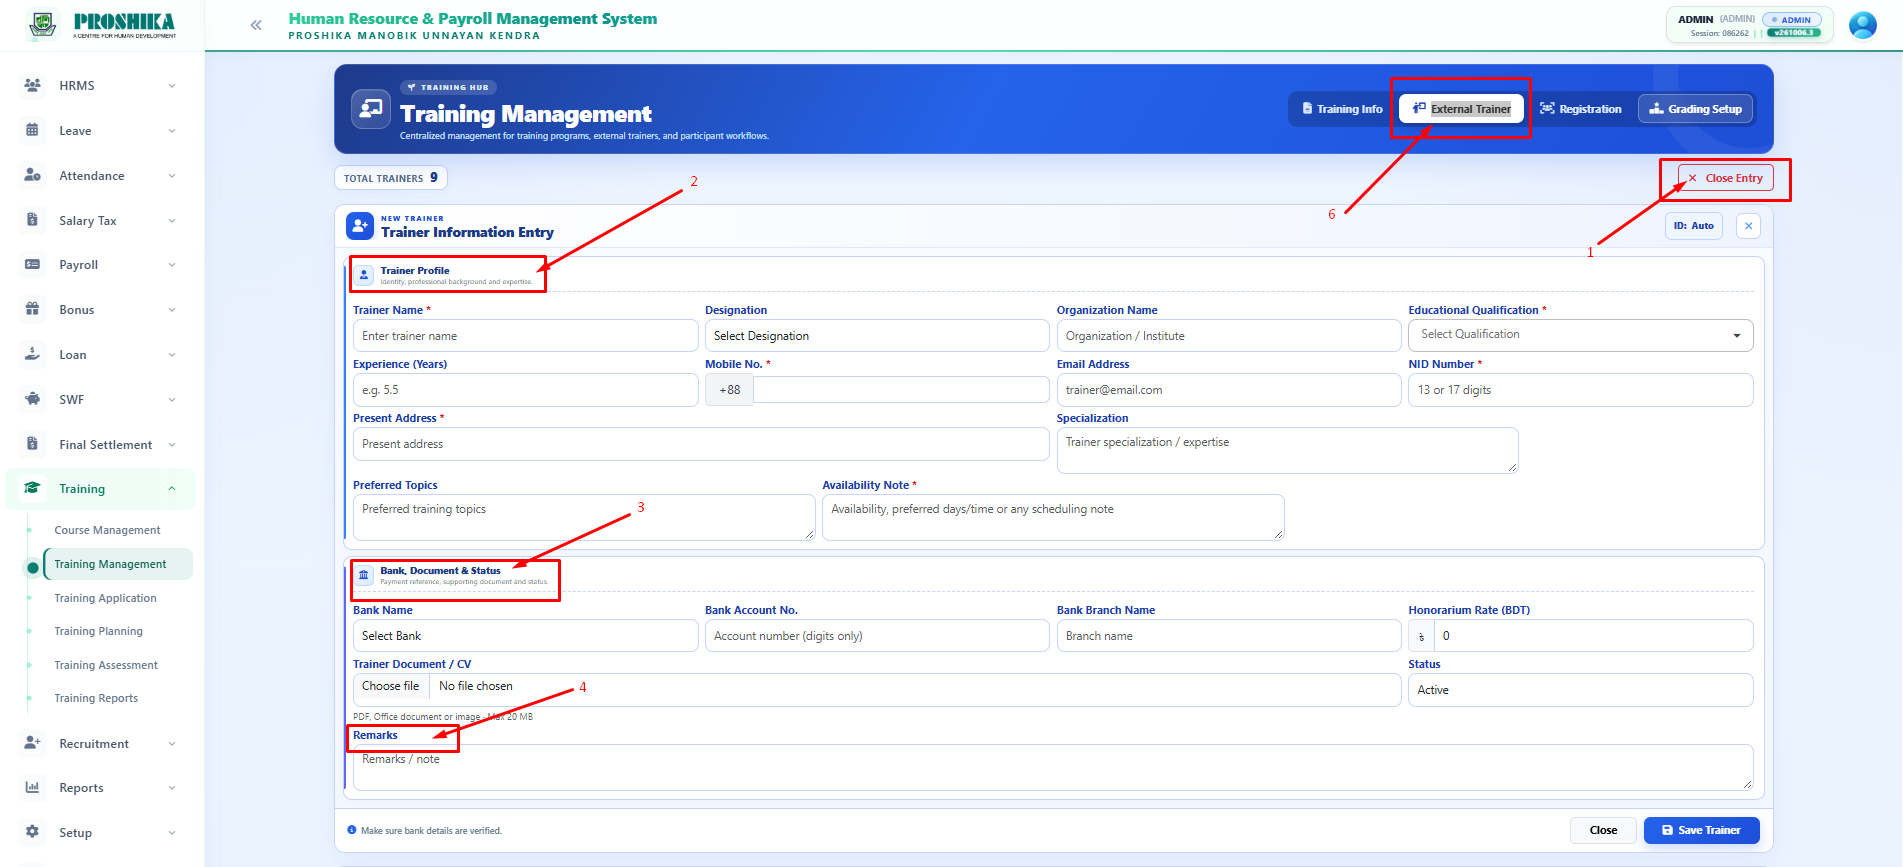 PROSHIKA
A CENTRE FOR HUMAN DEVELOPMENT
Human Resource & Payroll Management System
PROSHIKA MANOBIK UNNAYAN KENDRA
ADMIN (ADMIN) ADMIN
Session: 086262 | | v261006.3
HRMS
Leave
Attendance
Salary Tax
Payroll
Bonus
Loan
SWF
Final Settlement
Training
Course Management
Training Management
Training Application
Training Planning
Training Assessment
Training Reports
Recruitment
Reports
Setup
TRAINING HUB
Training Management
Centralized management for training programs, external trainers, and participant workflows.
Training Info External Trainer Registration Grading Setup
TOTAL TRAINERS 9
× Close Entry
2
6
1
NEW TRAINER
Trainer Information Entry
ID: Auto ×
Trainer Profile
Identity, professional background and expertise.
Trainer Name * Designation Organization Name Educational Qualification *
Enter trainer name Select Designation Organization / Institute Select Qualification
Experience (Years) Mobile No. * Email Address NID Number *
e.g. 5.5 +88 trainer@email.com 13 or 17 digits
Present Address * Specialization
Present address Trainer specialization / expertise
Preferred Topics Availability Note *
Preferred training topics Availability, preferred days/time or any scheduling note
3
Bank, Document & Status
Payment reference, supporting document and status.
Bank Name Bank Account No. Bank Branch Name Honorarium Rate (BDT)
Select Bank Account number (digits only) Branch name ৳ 0
Trainer Document / CV Status
Choose file No file chosen Active
4
PDF, Office document or image - Max 20 MB
Remarks
Remarks / note
Make sure bank details are verified.
Close Save Trainer